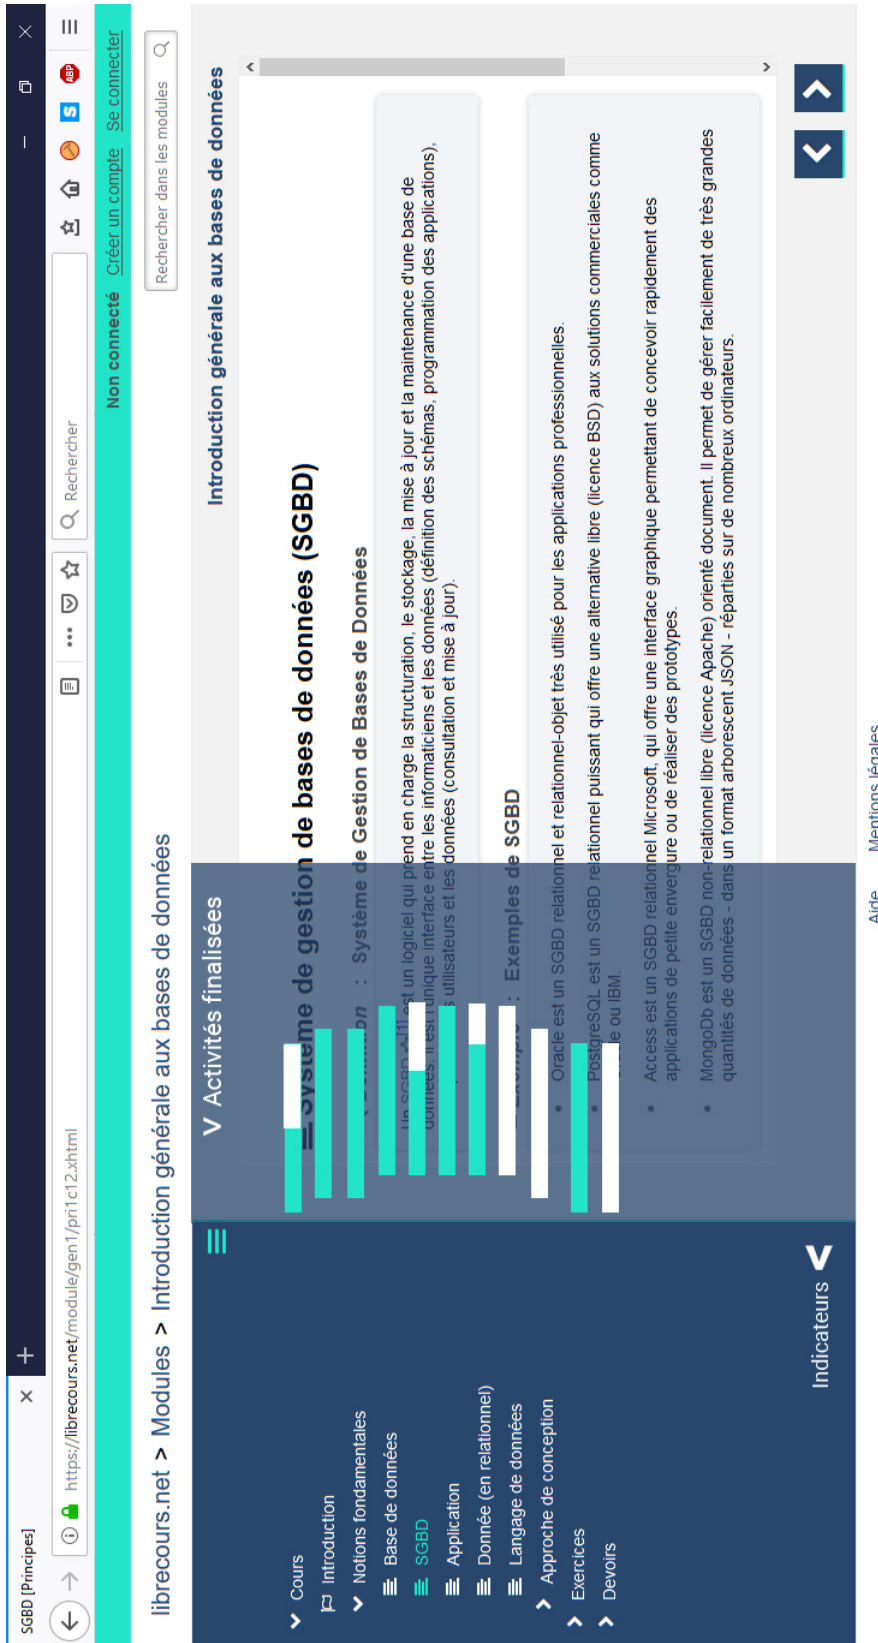 SGBD [Principes]
https://librecours.net/module/gen1/pri1c12.xhtml
Rechercher
ABP
S
Non connecté Créer un compte Se connecter
librecours.net > Modules > Introduction générale aux bases de données
Rechercher dans les modules
Introduction générale aux bases de données
Activités finalisées
Cours
Introduction
Notions fondamentales
Base de données
SGBD
Application
Donnée (en relationnel)
Langage de données
Approche de conception
Exercices
Devoirs
Indicateurs
Système de gestion de bases de données (SGBD)
: Système de Gestion de Bases de Données
Un SGBD [1] est un logiciel qui prend en charge la structuration, le stockage, la mise à jour et la maintenance d'une base de
données. Il est l'unique interface entre les informaticiens et les données (définition des schémas, programmation des applications),
utilisateurs et les données (consultation et mise à jour).
: Exemples de SGBD
• Oracle est un SGBD relationnel et relationnel-objet très utilisé pour les applications professionnelles.
• PostgreSQL est un SGBD relationnel puissant qui offre une alternative libre (licence BSD) aux solutions commerciales comme
ou IBM.
• Access est un SGBD relationnel Microsoft, qui offre une interface graphique permettant de concevoir rapidement des
applications de petite envergure ou de réaliser des prototypes.
• MongoDb est un SGBD non-relationnel libre (licence Apache) orienté document. Il permet de gérer facilement de très grandes
quantités de données - dans un format arborescent JSON - réparties sur de nombreux ordinateurs.
Aide Mentions légales